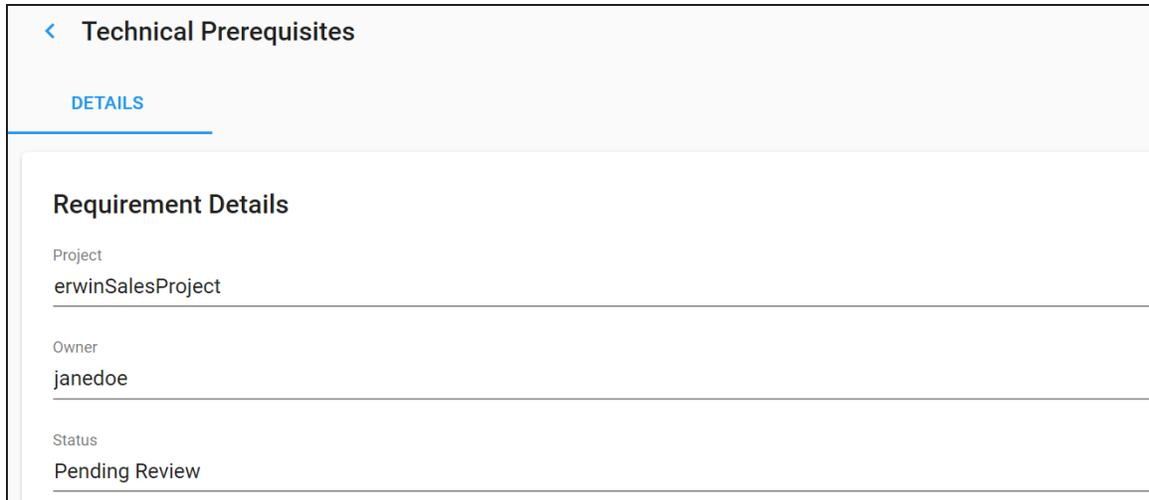 Technical Prerequisites
DETAILS
Requirement Details
Project
erwinSalesProject
Owner
janedoe
Status
Pending Review